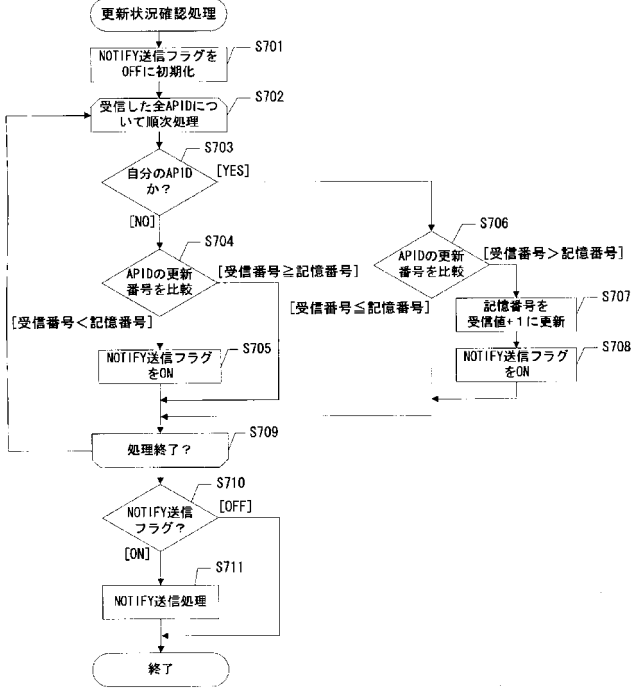 更新状況確認処理
S701
NOTIFY送信フラグを
OFFに初期化
S702
受信した全APIDにつ
いて順次処理
S703
自分のAPID
か？
[YES]
[NO]
S704
APIDの更新
番号を比較
[受信番号≧記憶番号]
[受信番号＜記憶番号]
S706
APIDの更新
番号を比較
[受信番号＞記憶番号]
[受信番号≦記憶番号]
S707
記憶番号を
受信値+1に更新
S705
NOTIFY送信フラグ
をON
S708
NOTIFY送信フラグ
をON
S709
処理終了？
S710
NOTIFY送信
フラグ？
[OFF]
[ON]
S711
NOTIFY送信処理
終了